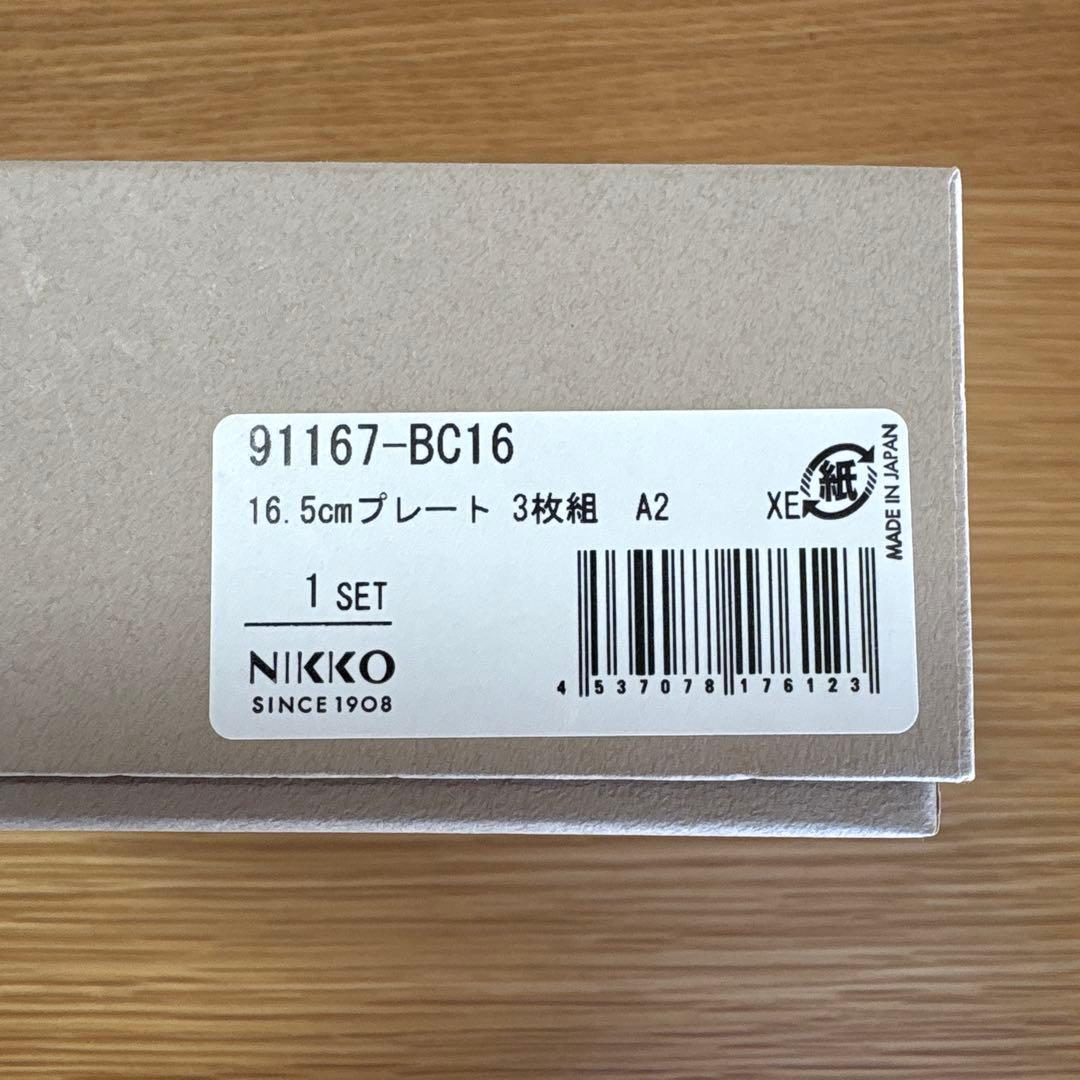 91167-BC16
16.5cmプレート 3枚組 A2 XE
紙
MADE IN JAPAN
1 SET
NIKKO
SINCE 1908
4 537078 176123